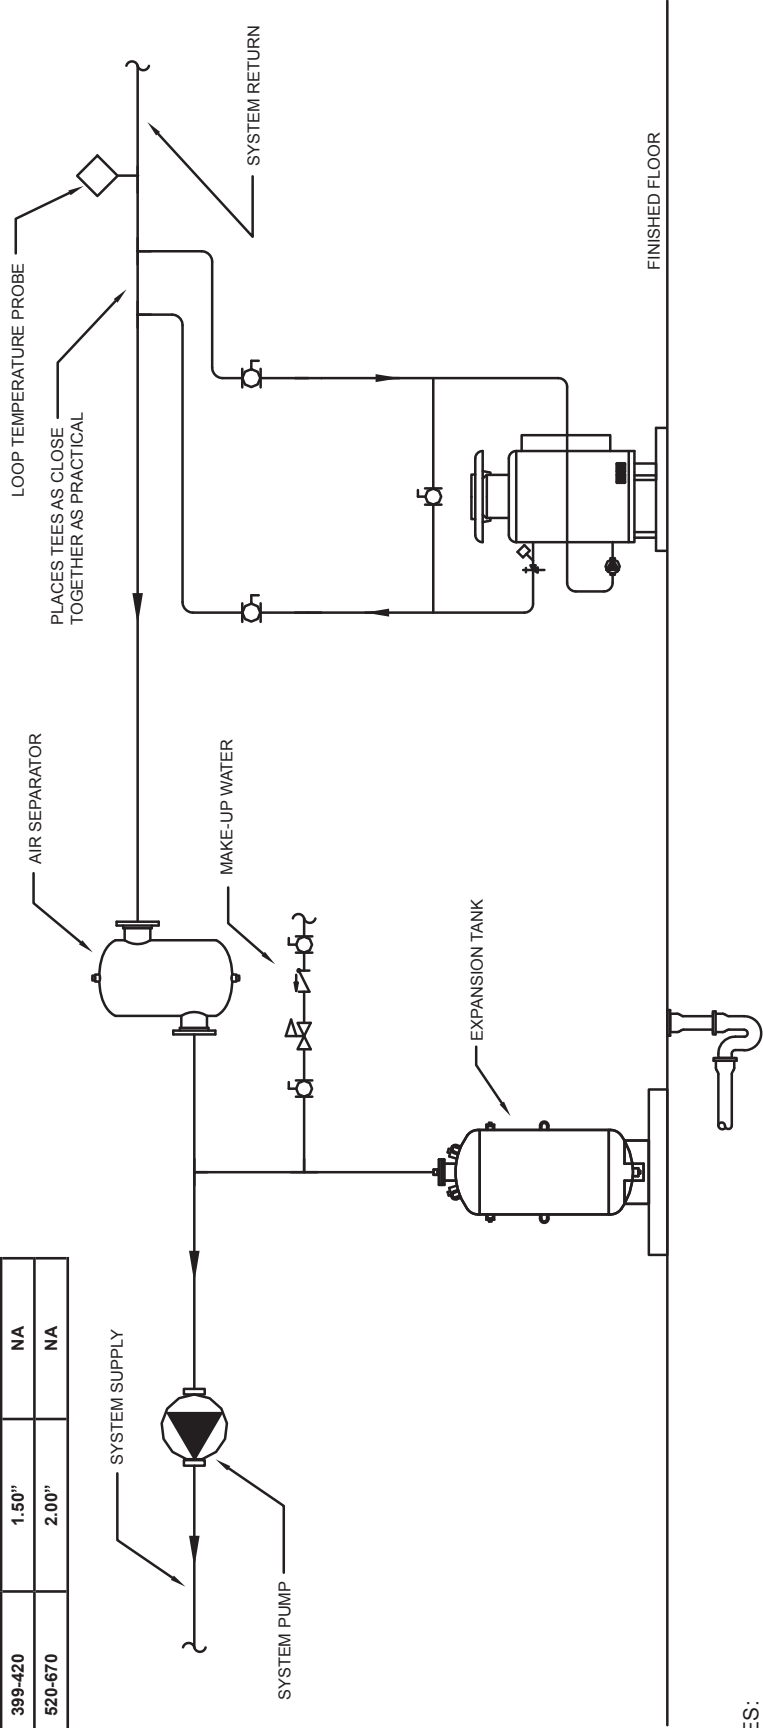 399-420 1.50” NA
520-670 2.00” NA
SYSTEM SUPPLY
SYSTEM PUMP
AIR SEPARATOR
MAKE-UP WATER
EXPANSION TANK
LOOP TEMPERATURE PROBE
PLACES TEES AS CLOSE
TOGETHER AS PRACTICAL
SYSTEM RETURN
FINISHED FLOOR
ES: